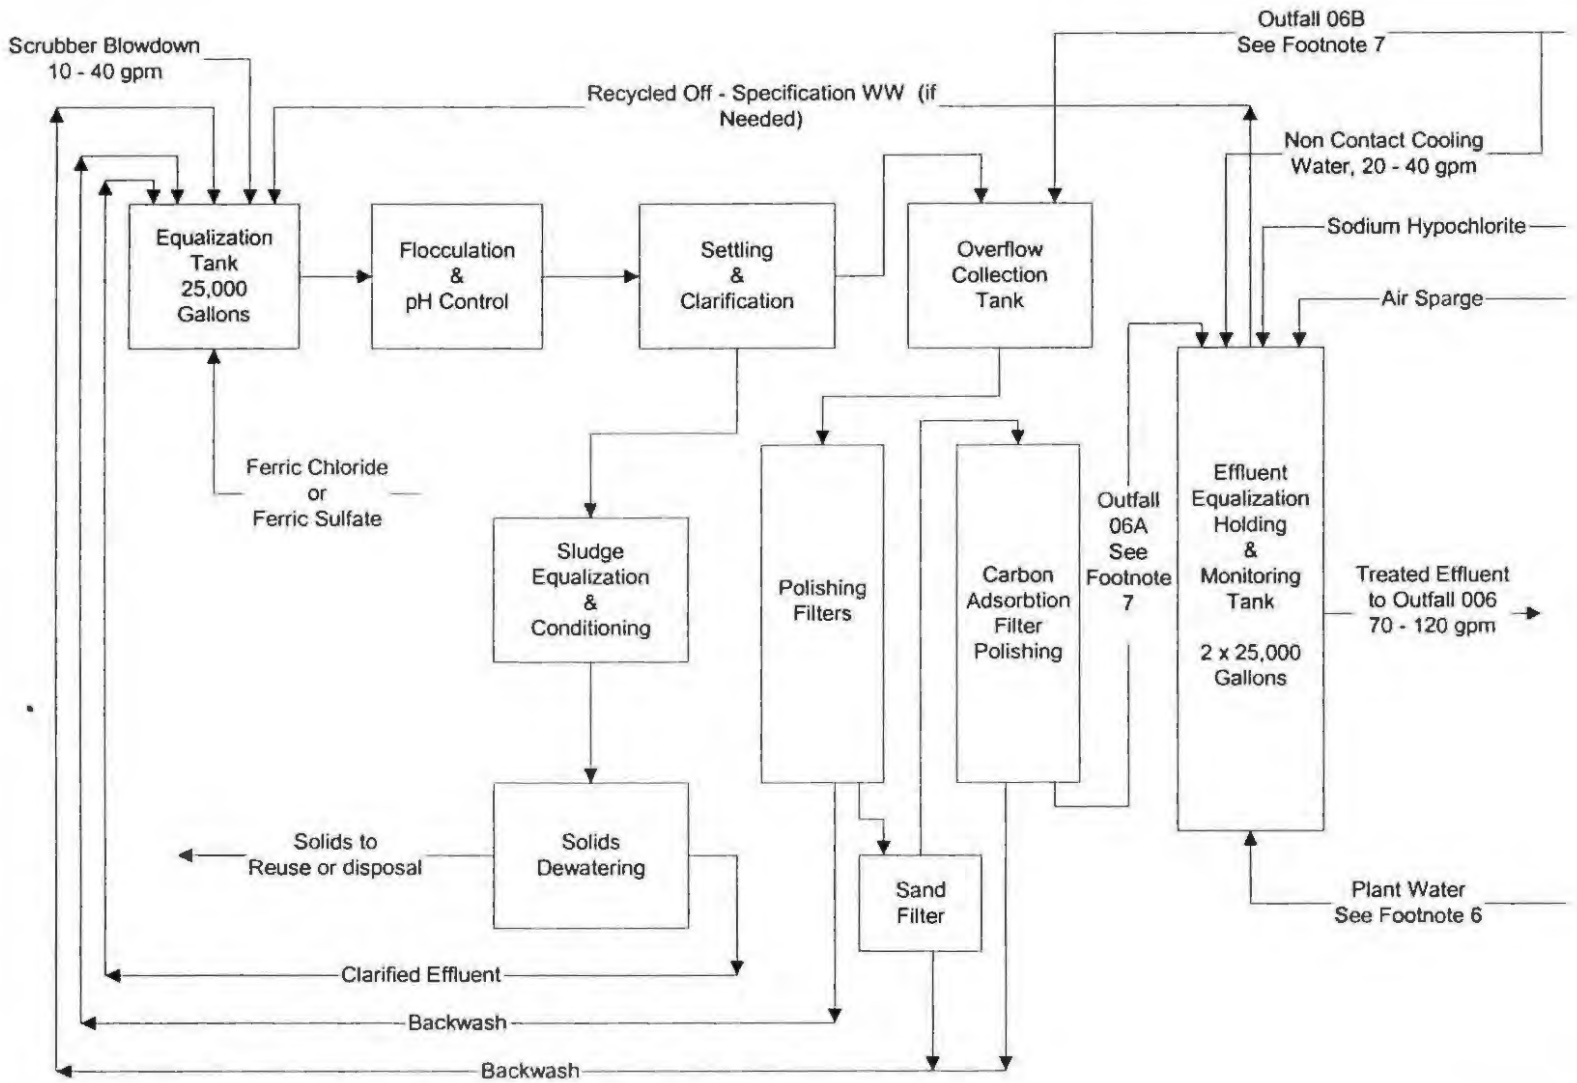 Outfall 06B
See Footnote 7
Scrubber Blowdown
10 - 40 gpm
Recycled Off - Specification WW (if
Needed)
Non Contact Cooling
Water, 20 - 40 gpm
Sodium Hypochlorite
Air Sparge
Equalization
Tank
25,000
Gallons
Flocculation
&
pH Control
Settling
&
Clarification
Overflow
Collection
Tank
Ferric Chloride
or
Ferric Sulfate
Sludge
Equalization
&
Conditioning
Polishing
Filters
Carbon
Adsorbtion
Filter
Polishing
Outfall
06A
See
Footnote
7
Effluent
Equalization
Holding
&
Monitoring
Tank
2 x 25,000
Gallons
Treated Effluent
to Outfall 006
70 - 120 gpm
Solids to
Reuse or disposal
Solids
Dewatering
Sand
Filter
Plant Water
See Footnote 6
Clarified Effluent
Backwash
Backwash